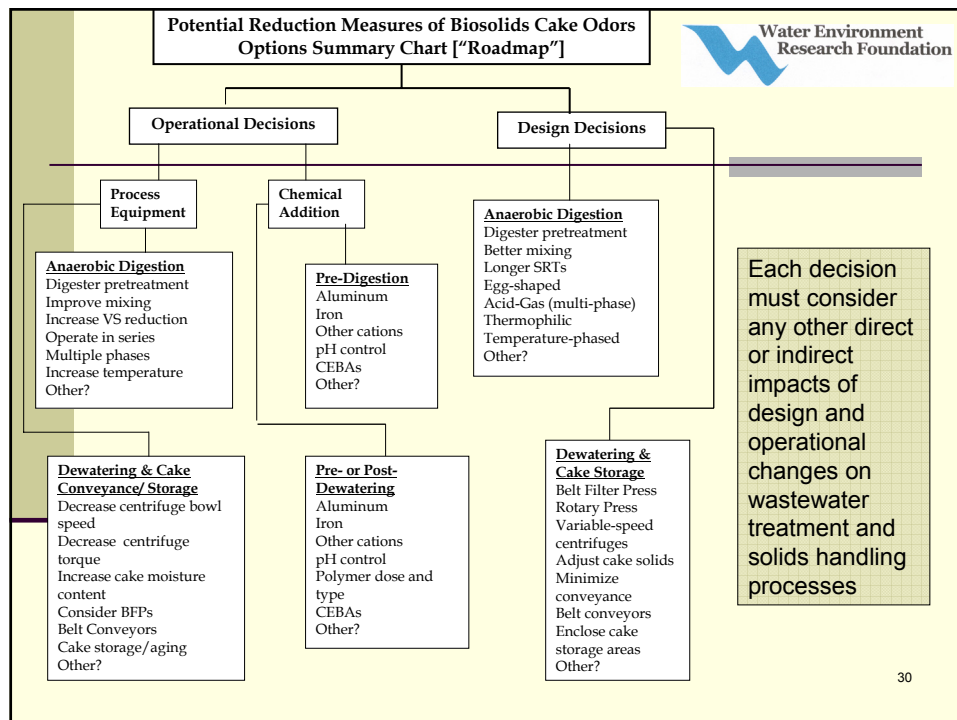 Potential Reduction Measures of Biosolids Cake Odors
Options Summary Chart [“Roadmap”]
Water Environment
Research Foundation
Operational Decisions
Design Decisions
Process
Equipment
Chemical
Addition
Anaerobic Digestion
Digester pretreatment
Improve mixing
Increase VS reduction
Operate in series
Multiple phases
Increase temperature
Other?
Pre-Digestion
Aluminum
Iron
Other cations
pH control
CEBAs
Other?
Anaerobic Digestion
Digester pretreatment
Better mixing
Longer SRTs
Egg-shaped
Acid-Gas (multi-phase)
Thermophilic
Temperature-phased
Other?
Dewatering & Cake
Conveyance/ Storage
Decrease centrifuge bowl
speed
Decrease centrifuge
torque
Increase cake moisture
content
Consider BFPs
Belt Conveyors
Cake storage/aging
Other?
Pre- or Post-
Dewatering
Aluminum
Iron
Other cations
pH control
Polymer dose and
type
CEBAs
Other?
Dewatering &
Cake Storage
Belt Filter Press
Rotary Press
Variable-speed
centrifuges
Adjust cake solids
Minimize
conveyance
Belt conveyors
Enclose cake
storage areas
Other?
Each decision
must consider
any other direct
or indirect
impacts of
design and
operational
changes on
wastewater
treatment and
solids handling
processes
30